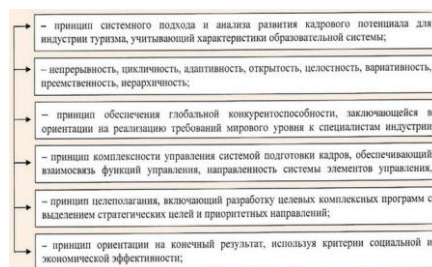 – принцип системного подхода и анализа развития кадрового потенциала для
индустрии туризма, учитывающий характеристики образовательной системы;
– непрерывность, цикличность, адаптивность, открытость, целостность, вариативность,
преемственность, иерархичность;
– принцип обеспечения глобальной конкурентоспособности, заключающейся в
ориентации на реализацию требований мирового уровня к специалистам индустрии
– принцип комплексности управления системой подготовки кадров, обеспечивающий
взаимосвязь функций управления, направленность системы элементов управления,
– принцип целеполагания, включающий разработку целевых комплексных программ с
выделением стратегических целей и приоритетных направлений;
– принцип ориентации на конечный результат, используя критерии социальной и
экономической эффективности;